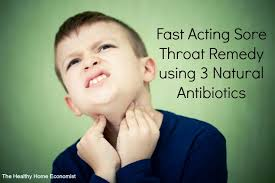 Fast Acting Sore
Throat Remedy
using 3 Natural
Antibiotics
The Healthy Home Economist